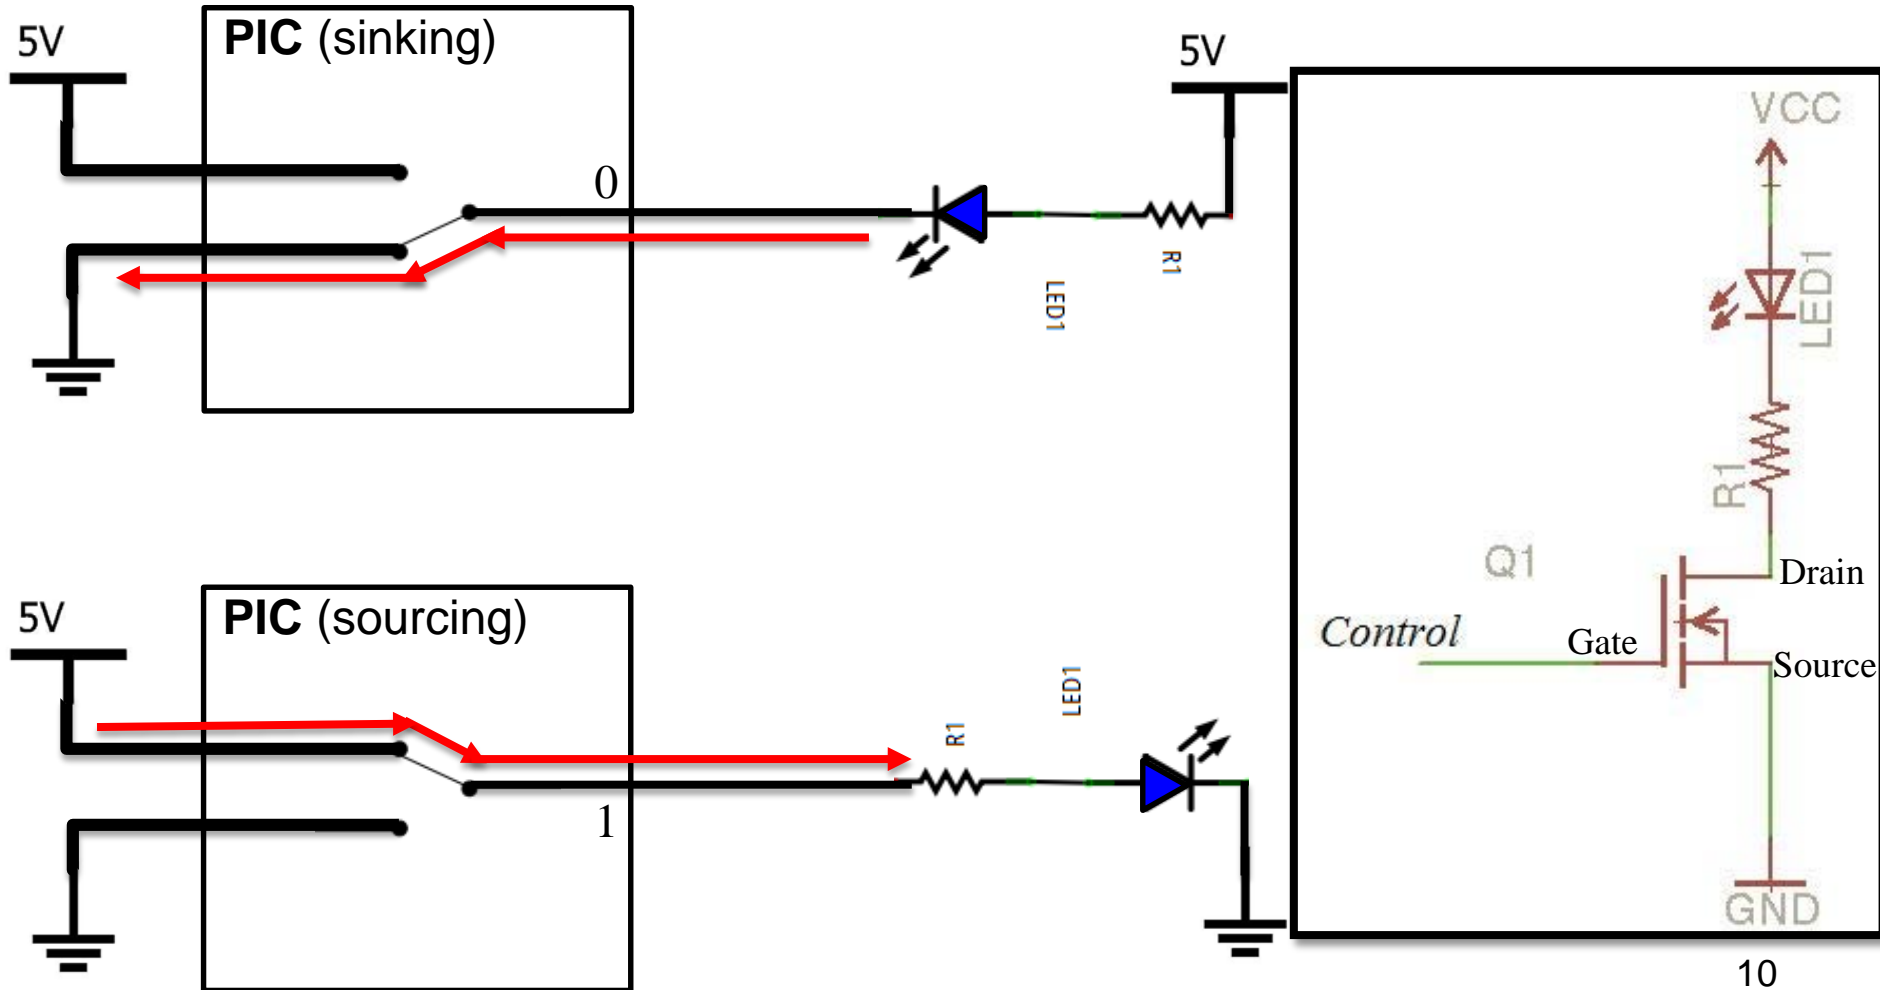 5V
PIC (sinking)
0
LED1
R1
5V
5V
PIC (sourcing)
1
R1
LED1
VCC
LED1
R1
Q1
Drain
Control
Gate
Source
GND
10